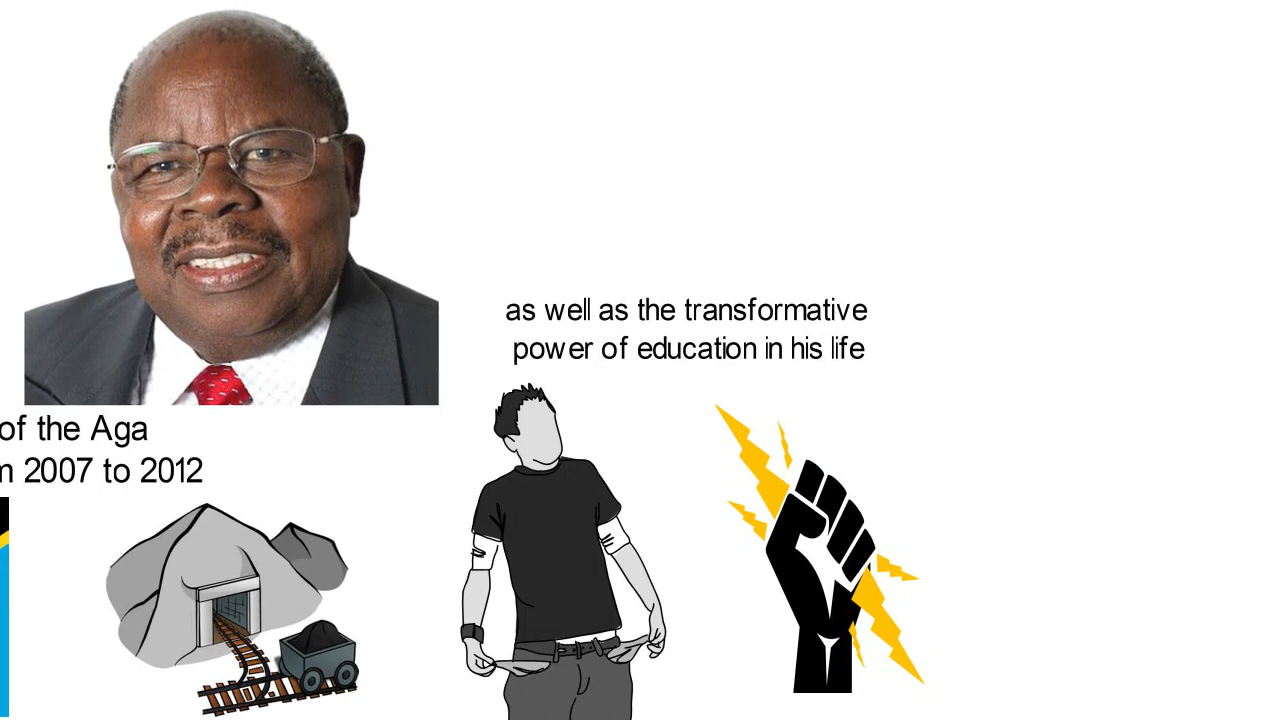 as well as the transformative
power of education in his life
of the Aga
2007 to 2012